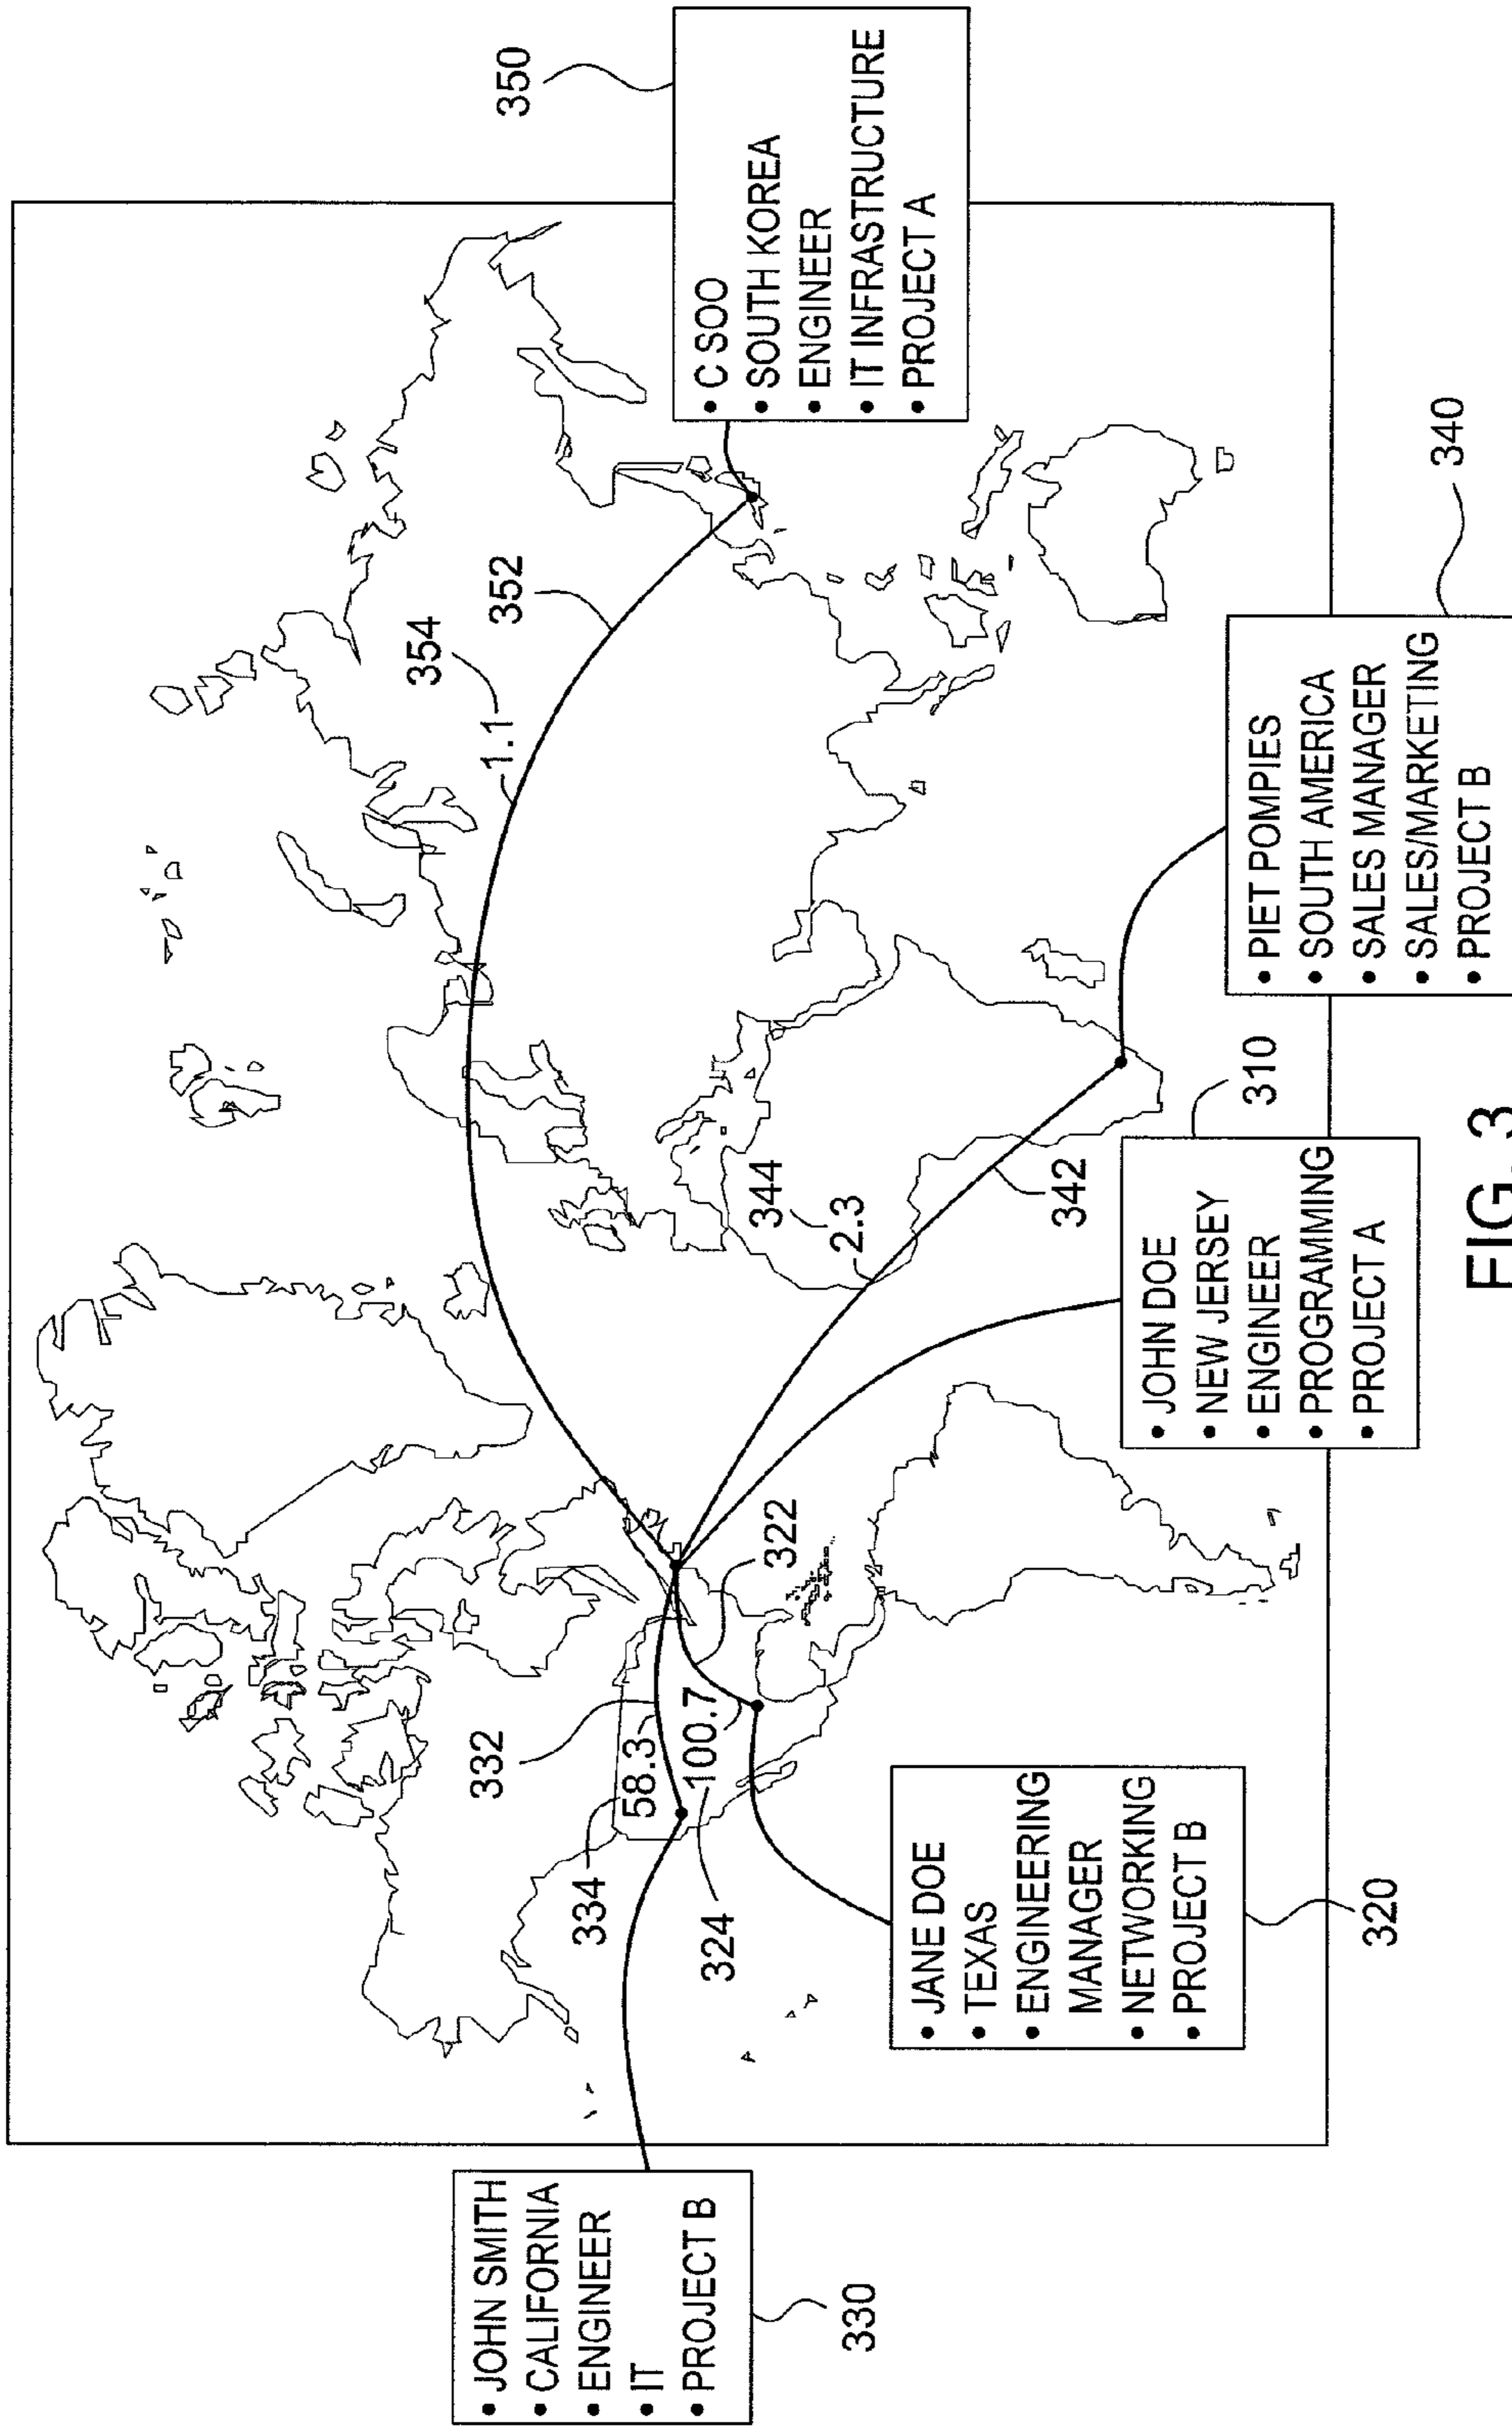 350
• C SOO
• SOUTH KOREA
• ENGINEER
• IT INFRASTRUCTURE
• PROJECT A
354
352
1.1
332
334
58.3
100.7
324
322
344
2.3
342
• JOHN SMITH
• CALIFORNIA
• ENGINEER
• IT
• PROJECT B
330
• JANE DOE
• TEXAS
• ENGINEERING
MANAGER
• NETWORKING
• PROJECT B
320
• JOHN DOE
• NEW JERSEY
• ENGINEER
• PROGRAMMING
• PROJECT A
310
• PIET POMPIES
• SOUTH AMERICA
• SALES MANAGER
• SALES/MARKETING
• PROJECT B
340
FIG. 3